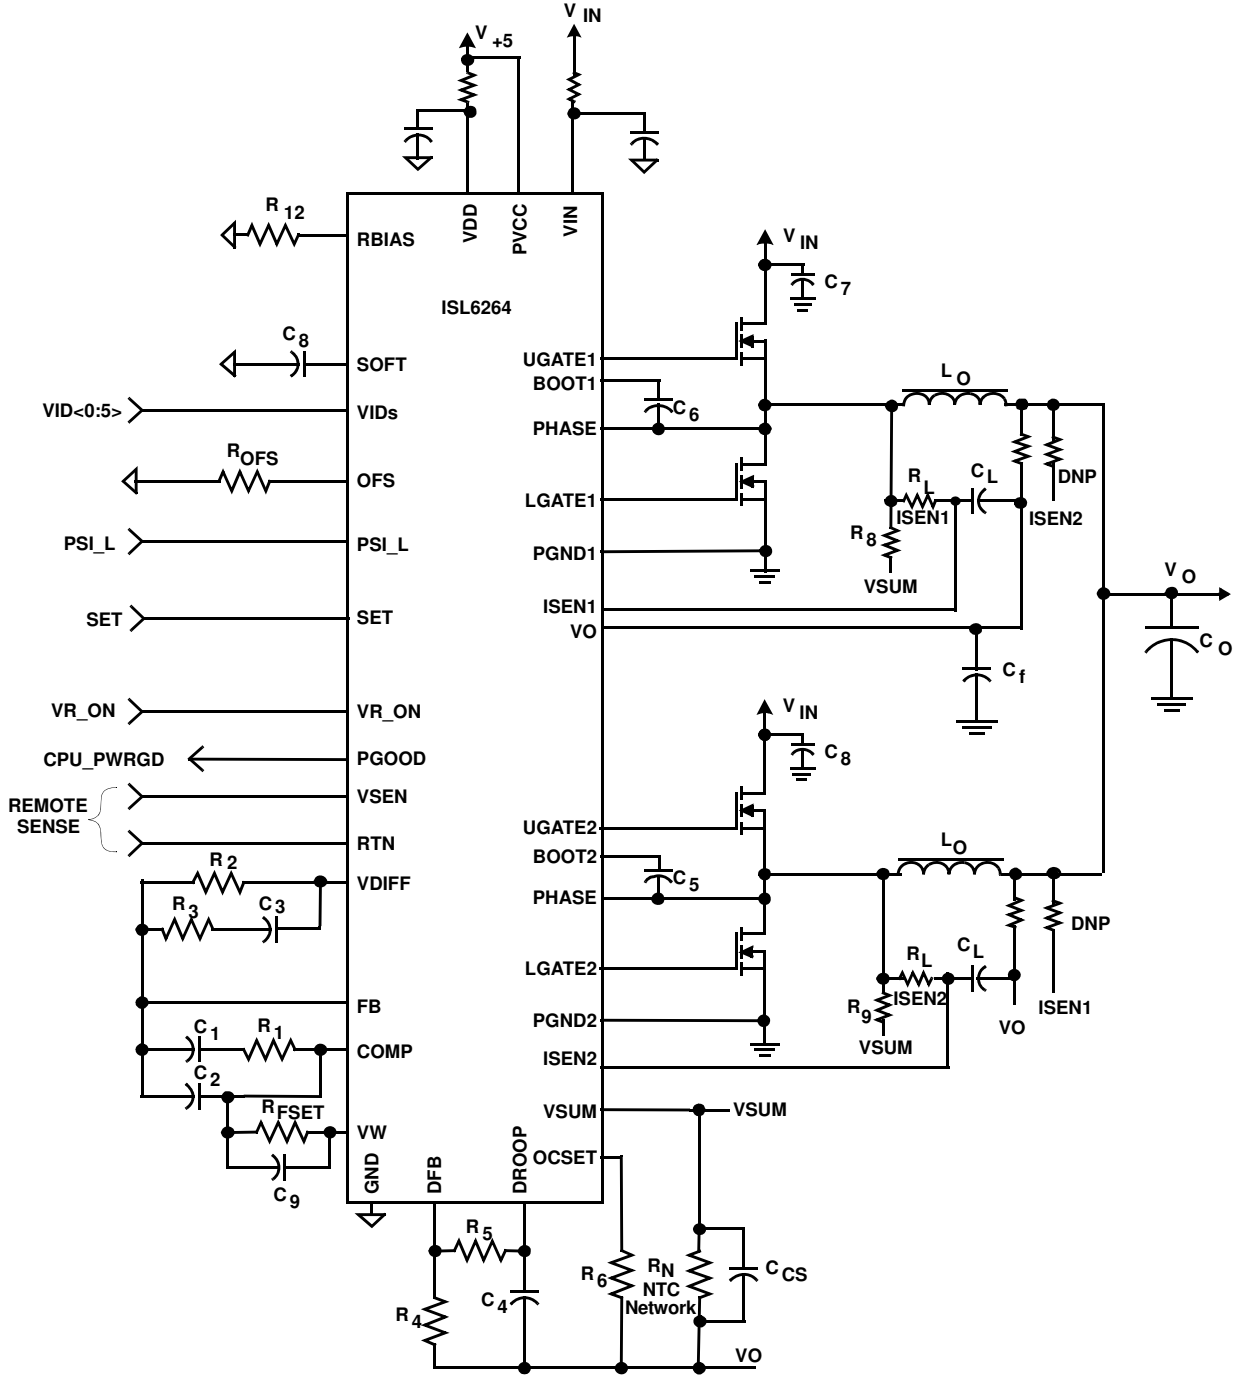 V +5
V IN
R 12
RBIAS
VDD
PVCC
VIN
ISL6264
C 8
SOFT
VID<0:5>
VIDs
R OFS
OFS
PSI_L
PSI_L
SET
SET
VR_ON
VR_ON
CPU_PWRGD
PGOOD
REMOTE
SENSE
VSEN
RTN
R 2
VDIFF
R 3
C 3
FB
C 1
R 1
COMP
C 2
R FSET
VW
C 9
GND
DFB
DROOP
R 5
R 4
C 4
V IN
C 7
UGATE1
BOOT1
C 6
PHASE
LGATE1
PGND1
ISEN1
VO
L O
R L
ISEN1
C L
DNP
ISEN2
R 8
VSUM
C f
V O
C O
V IN
C 8
UGATE2
BOOT2
C 5
PHASE
LGATE2
PGND2
ISEN2
L O
R L
ISEN2
C L
DNP
ISEN1
VO
R 9
VSUM
VSUM
VSUM
OCSET
R 6
R N
NTC
Network
C CS
VO